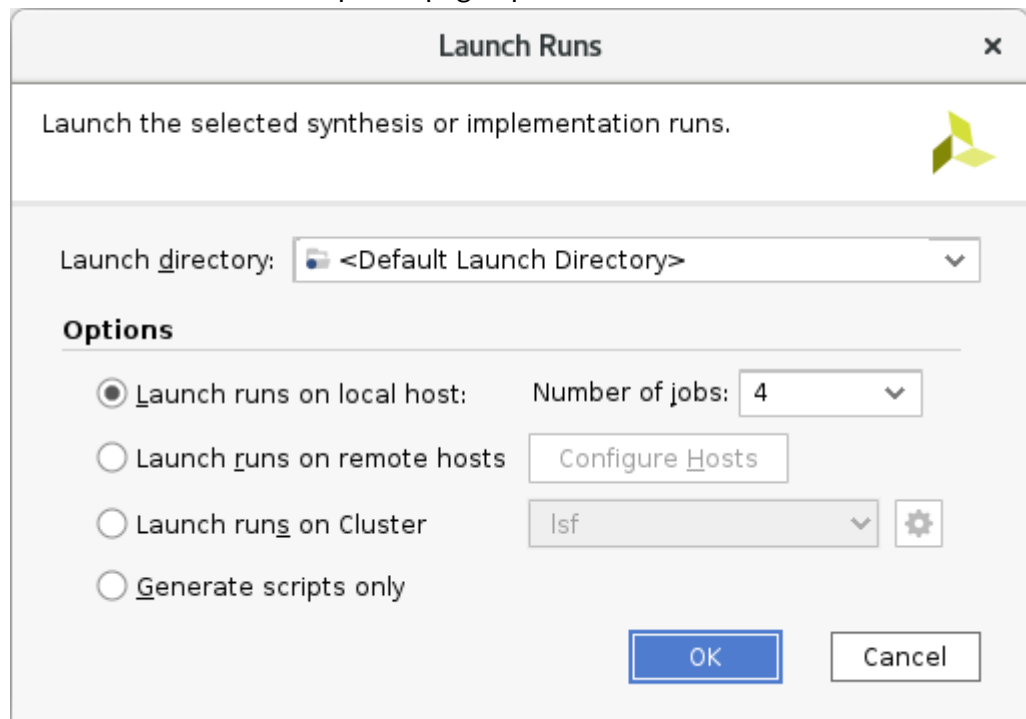 Launch Runs
Launch the selected synthesis or implementation runs.
Launch directory: <Default Launch Directory>
Options
Launch runs on local host: Number of jobs: 4
Launch runs on remote hosts Configure Hosts
Launch runs on Cluster lsf
Generate scripts only
OK Cancel